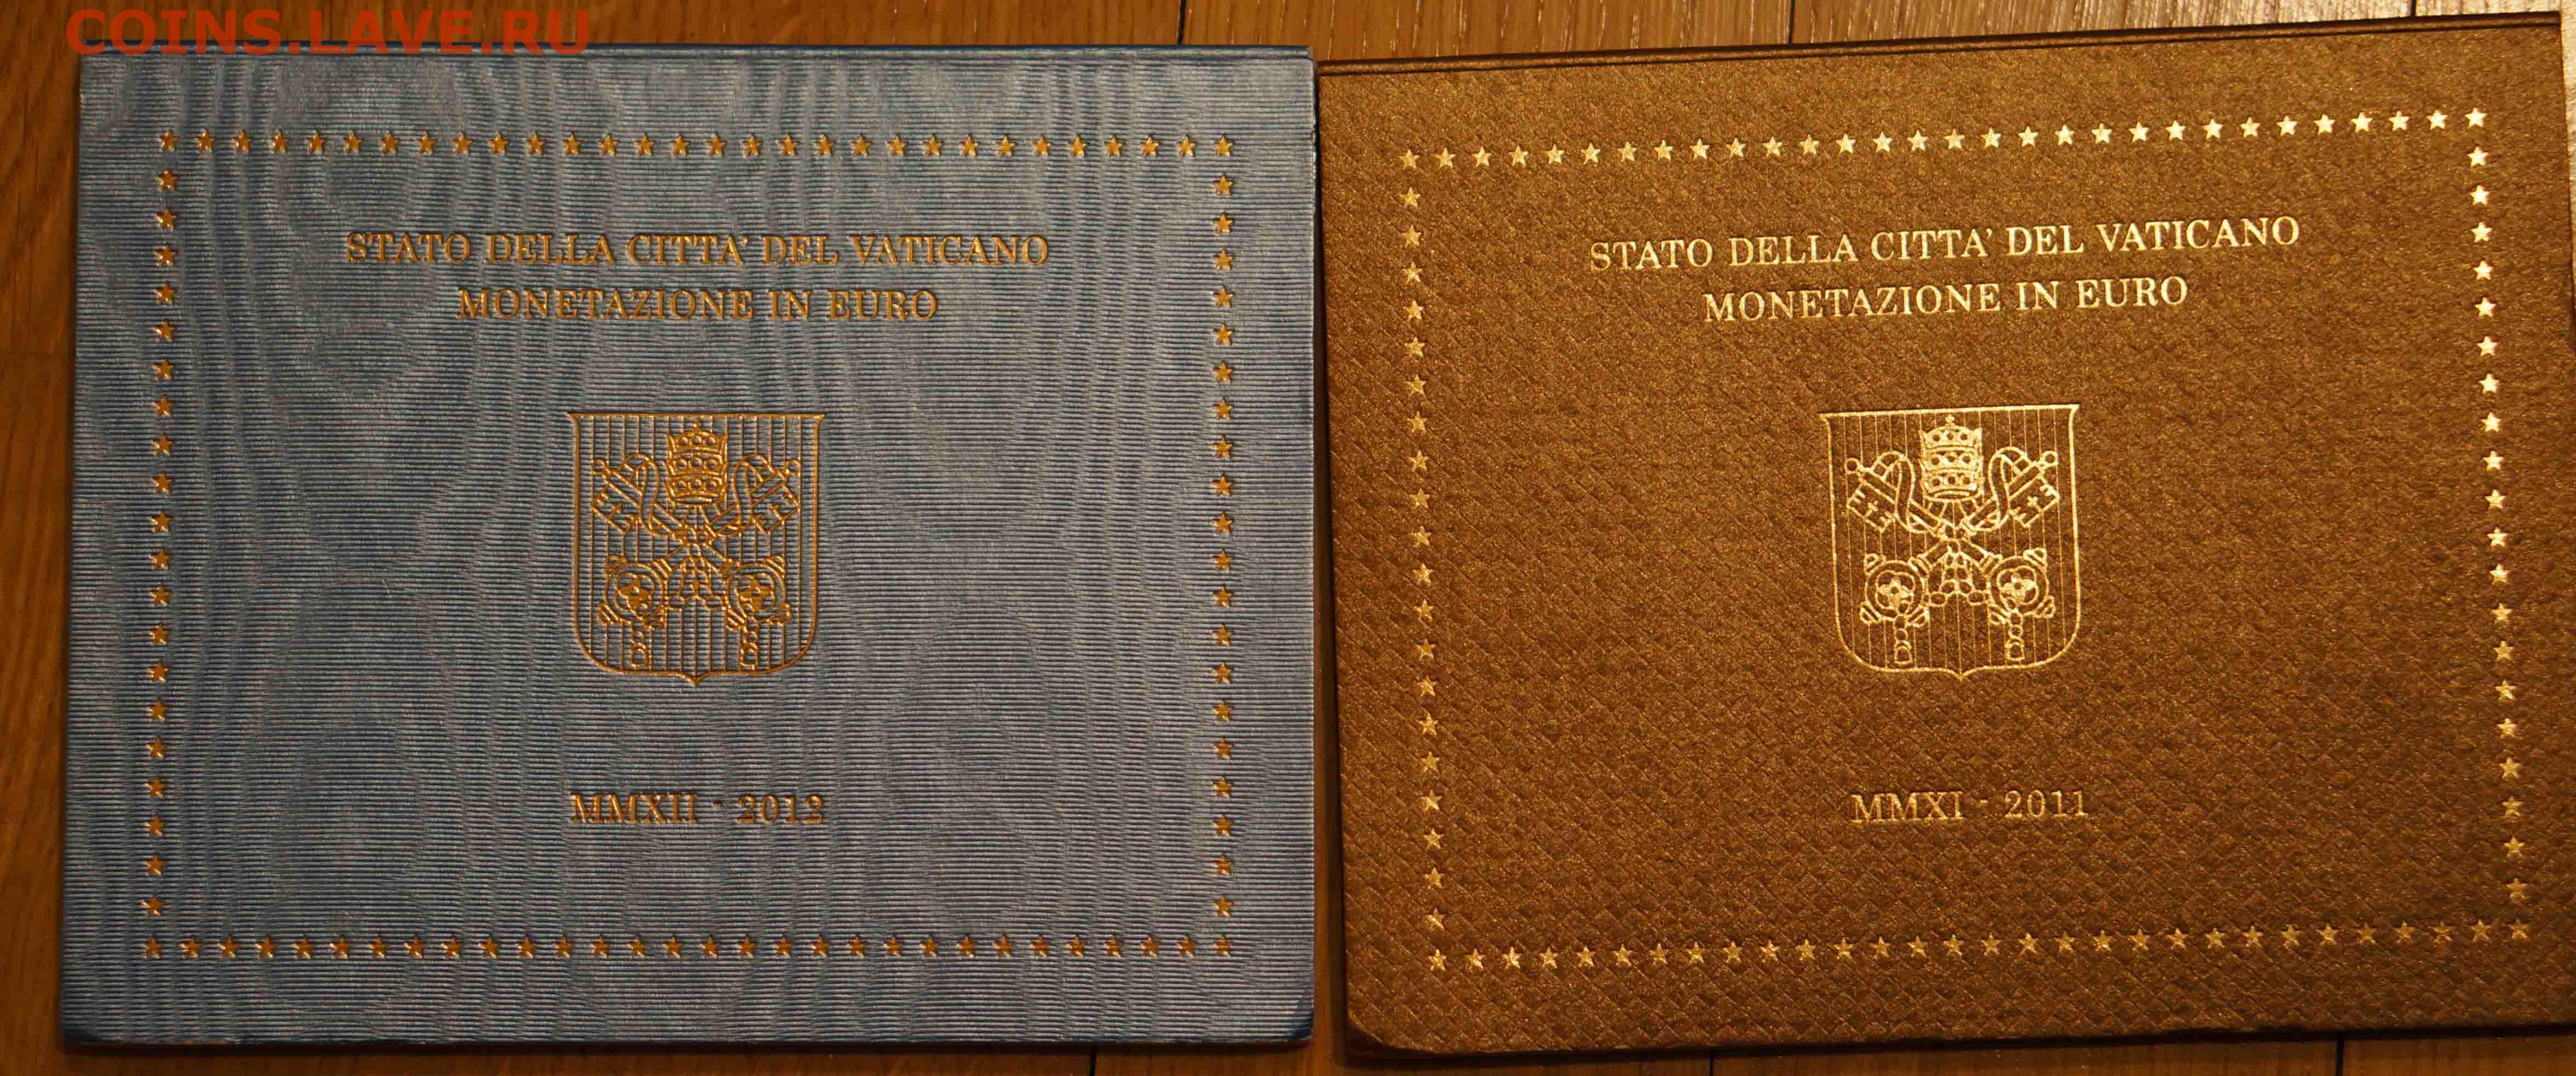 COINS.LAVE.RU
STATO DELLA CITTA' DEL VATICANO
MONETAZIONE IN EURO
MMXII - 2012
STATO DELLA CITTA' DEL VATICANO
MONETAZIONE IN EURO
MMXI - 2011